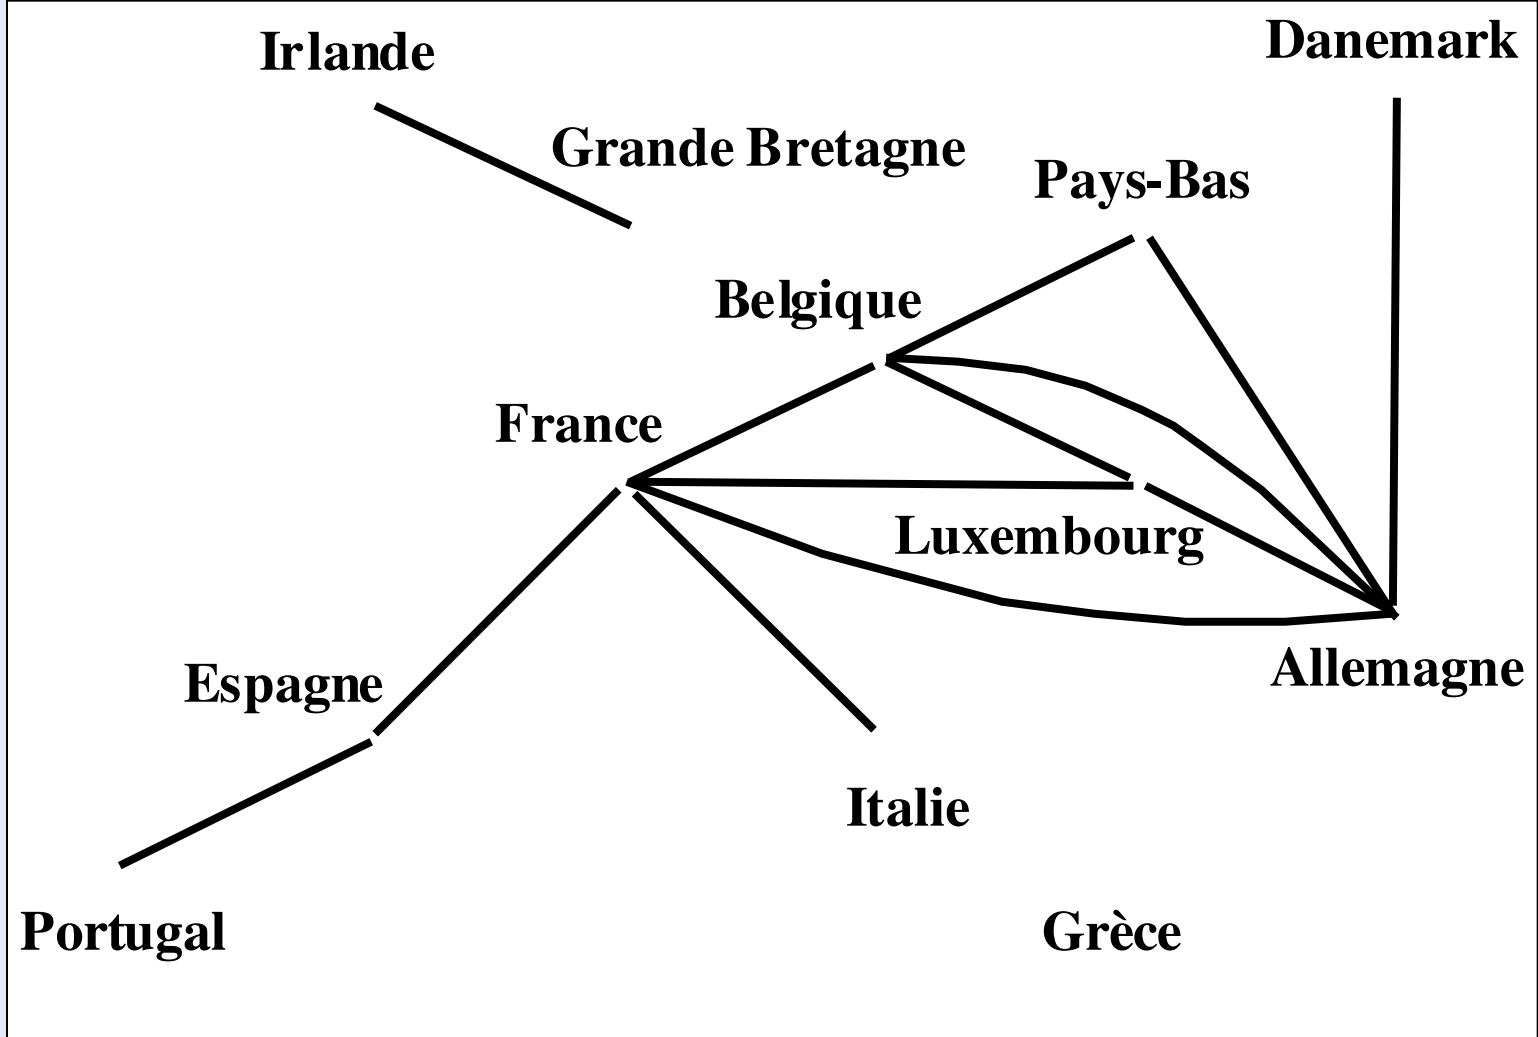 Irlande
Danemark
Grande Bretagne
Pays-Bas
Belgique
France
Luxembourg
Espagne
Allemagne
Italie
Portugal
Grèce